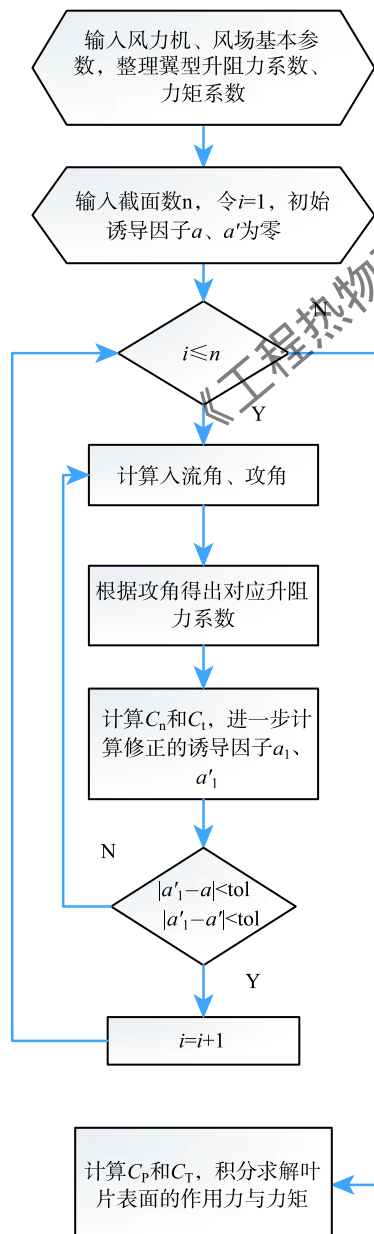 输入风力机、风场基本参
数，整理翼型升阻力系数、
力矩系数
输入截面数n，令i=1，初始
诱导因子a、a′为零
《工程热物
i≤n
N
Y
计算入流角、攻角
根据攻角得出对应升阻
力系数
计算Cn和Ct，进一步计
算修正的诱导因子a1、
a′1
N
|a′1−a|<tol
|a′1−a′|<tol
Y
i=i+1
计算CP和CT，积分求解叶
片表面的作用力与力矩